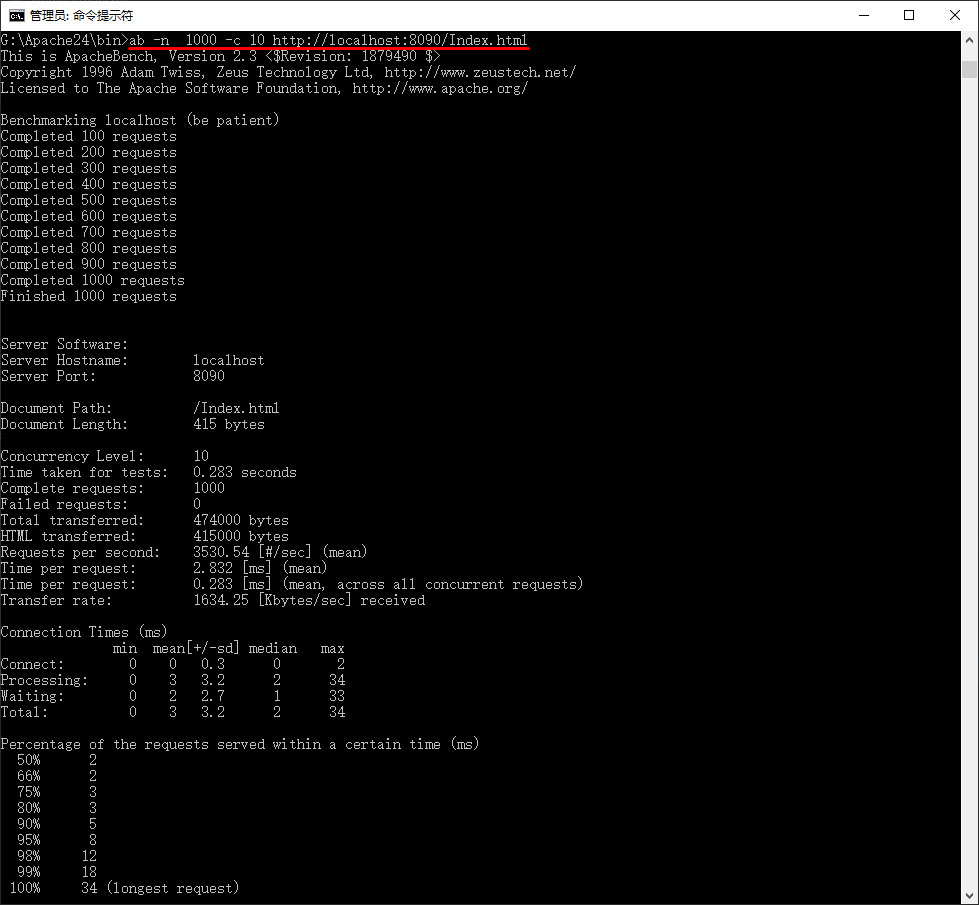 管理员: 命令提示符
G:\Apache24\bin>ab -n  1000 -c 10 http://localhost:8090/Index.html
This is ApacheBench, Version 2.3 <$Revision: 1879490 $>
Copyright 1996 Adam Twiss, Zeus Technology Ltd, http://www.zeustech.net/
Licensed to The Apache Software Foundation, http://www.apache.org/
Benchmarking localhost (be patient)
Completed 100 requests
Completed 200 requests
Completed 300 requests
Completed 400 requests
Completed 500 requests
Completed 600 requests
Completed 700 requests
Completed 800 requests
Completed 900 requests
Completed 1000 requests
Finished 1000 requests
Server Software:
Server Hostname:        localhost
Server Port:            8090
Document Path:          /Index.html
Document Length:        415 bytes
Concurrency Level:      10
Time taken for tests:   0.283 seconds
Complete requests:      1000
Failed requests:        0
Total transferred:      474000 bytes
HTML transferred:       415000 bytes
Requests per second:    3530.54 [#/sec] (mean)
Time per request:       2.832 [ms] (mean)
Time per request:       0.283 [ms] (mean, across all concurrent requests)
Transfer rate:          1634.25 [Kbytes/sec] received
Connection Times (ms)
              min  mean[+/-sd] median   max
Connect:        0    0   0.3      0       2
Processing:     0    3   3.2      2      34
Waiting:        0    2   2.7      1      33
Total:          0    3   3.2      2      34
Percentage of the requests served within a certain time (ms)
  50%      2
  66%      2
  75%      3
  80%      3
  90%      5
  95%      8
  98%     12
  99%     18
 100%     34 (longest request)